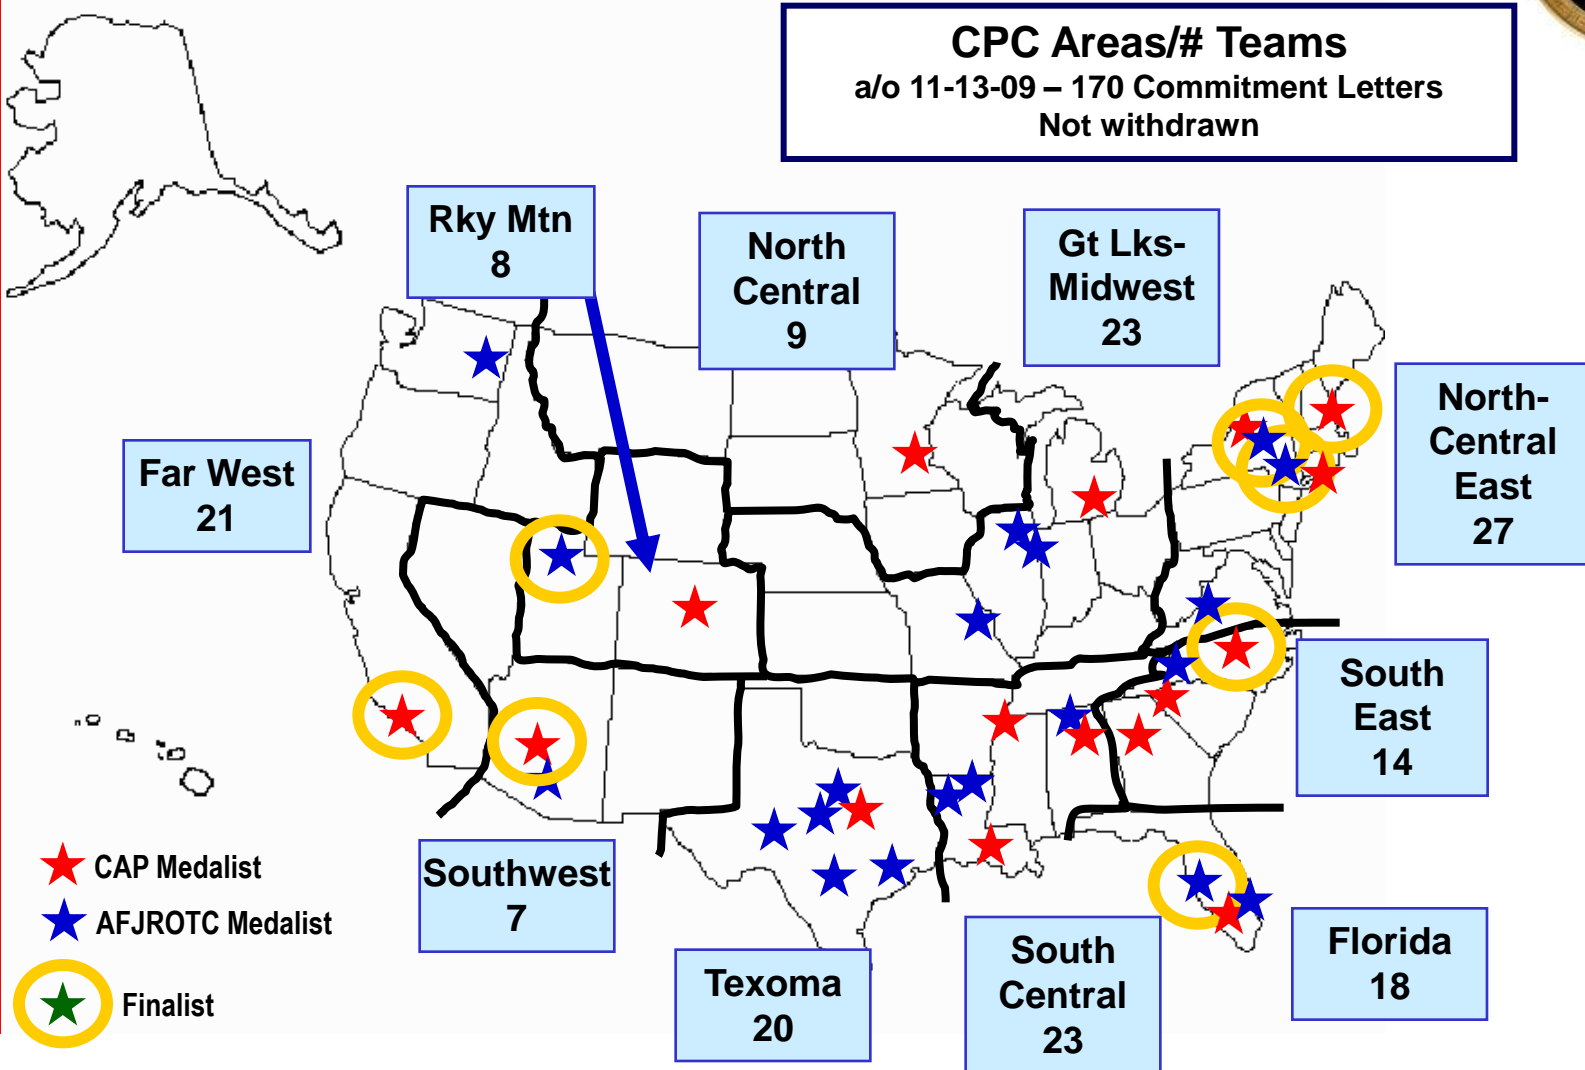 CPC Areas/# Teams
a/o 11-13-09 – 170 Commitment Letters
Not withdrawn
Rky Mtn
8
North
Central
9
Gt Lks-
Midwest
23
North-
Central
East
27
Far West
21
South
East
14
Southwest
7
Texoma
20
South
Central
23
Florida
18
CAP Medalist
AFJROTC Medalist
Finalist